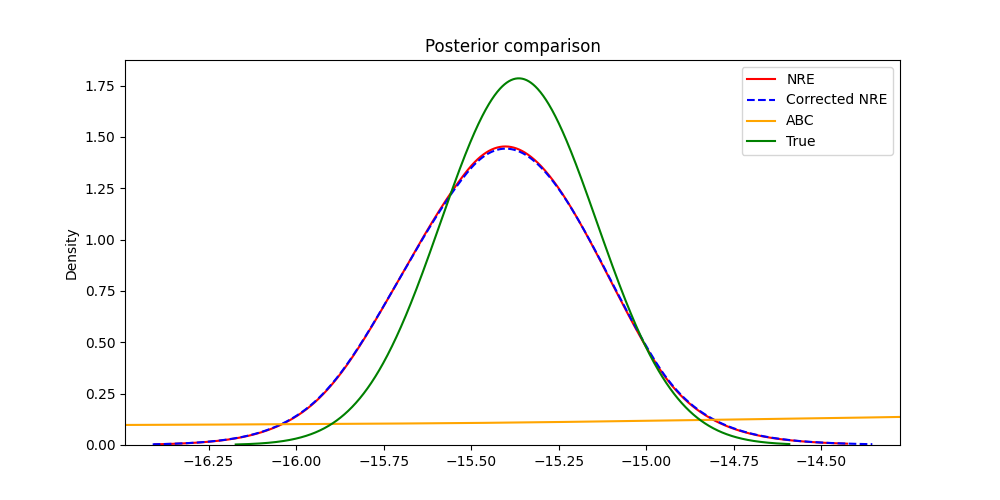 Posterior comparison
NRE
Corrected NRE
ABC
True
Density
1.75
1.50
1.25
1.00
0.75
0.50
0.25
0.00
−16.25 −16.00 −15.75 −15.50 −15.25 −15.00 −14.75 −14.50